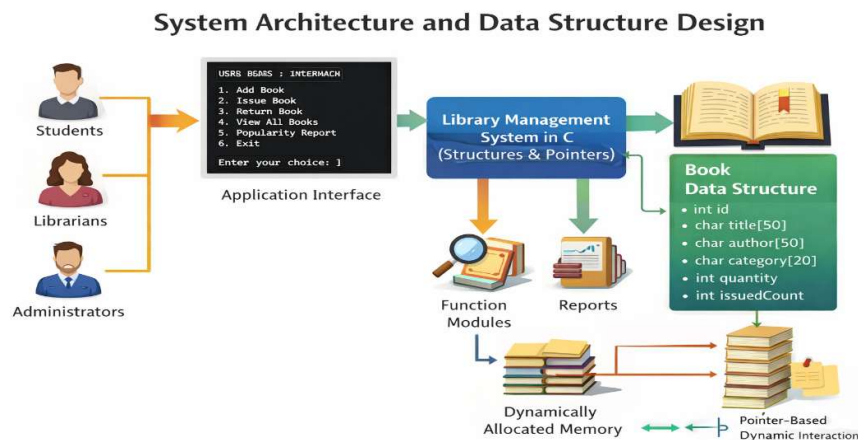 System Architecture and Data Structure Design
Students
Librarians
Administrators
USRB BGARS : INTERMACH
1. Add Book
2. Issue Book
3. Return Book
4. View All Books
5. Popularity Report
6. Exit
Enter your choice: ]
Application Interface
Library Management
System in C
(Structures & Pointers)
Book
Data Structure
• int id
• char title[50]
• char author[50]
• char category[20]
• int quantity
• int issuedCount
Function
Modules
Reports
Dynamically
Allocated Memory
Pointer-Based
Dynamic Interaction